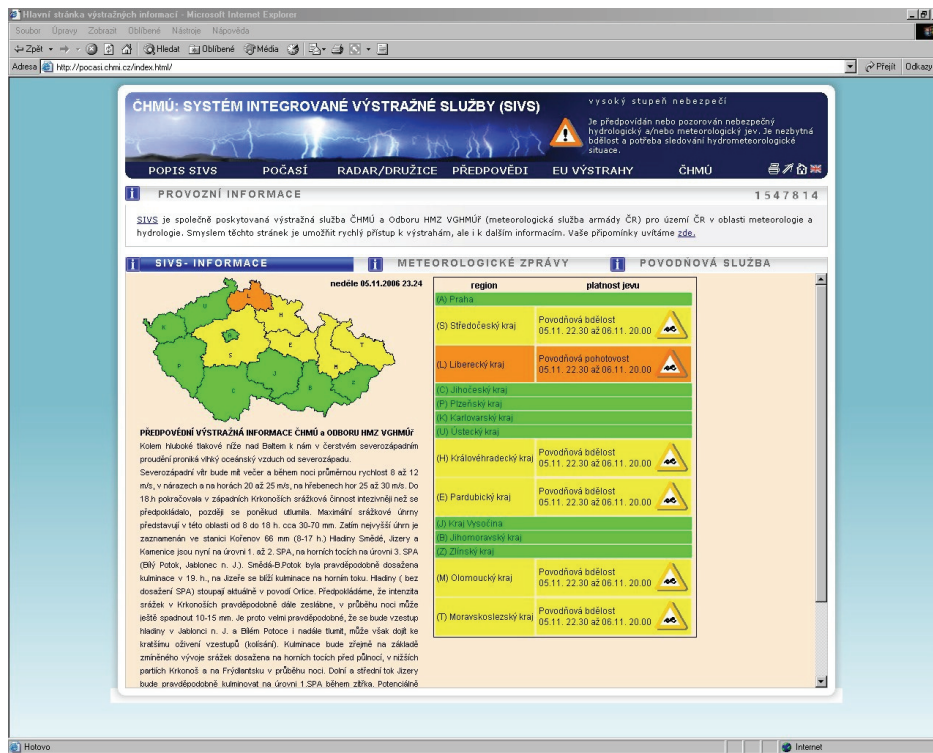 Hlavní stránka výstražných informací - Microsoft Internet Explorer
Soubor Úpravy Zobrazit Oblíbené Nástroje Nápověda
Zpět Hledat Oblíbené Média
Adresa http://pocasi.chmi.cz/index.html/ Přejít Odkazy
ČHMÚ: SYSTÉM INTEGROVANÉ VÝSTRAŽNÉ SLUŽBY (SIVS)
vysoký stupeň nebezpečí
Je předpovídán nebo pozorován nebezpečný
hydrologický a/nebo meteorologický jev. Je nezbytná
bdělost a potřeba sledování hydrometeorologické
situace.
POPIS SIVS POČASÍ RADAR/DRUŽICE PŘEDPOVĚDI EU VÝSTRAHY ČHMÚ
PROVOZNÍ INFORMACE 1547814
SIVS je společně poskytovaná výstražná služba ČHMÚ a Odboru HMZ VGHMÚř (meteorologická služba armády ČR) pro území ČR v oblasti meteorologie a
hydrologie. Smyslem těchto stránek je umožnit rychlý přístup k výstrahám, ale i k dalším informacím. Vaše připomínky uvítáme zde.
SIVS- INFORMACE METEOROLOGICKÉ ZPRÁVY POVODŇOVÁ SLUŽBA
neděle 05.11.2006 23.24
PŘEDPOVĚDNÍ VÝSTRAŽNÁ INFORMACE ČHMÚ a ODBORU HMZ VGHMÚř
Kolem hluboké tlakové níže nad Baltem k nám v čerstvém severozápadním
proudění proniká vlhký oceánský vzduch od severozápadu.
Severozápadní vítr bude mít večer a během noci průměrnou rychlost 8 až 12
m/s, v nárazech a na horách 20 až 25 m/s, na hřebenech hor 25 až 30 m/s. Do
18.h pokračovala v západních Krkonoších srážková činnost intezivněji než se
předpokládalo, později se poněkud utlumila. Maximální srážkové úhrny
představují v této oblasti od 8 do 18 h. cca 30-70 mm. Zatím nejvyšší úhrn je
zaznamenán ve stanici Kořenov 66 mm (8-17 h.) Hladiny Smědé, Jizery a
Kamenice jsou nyní na úrovni 1. až 2. SPA, na horních tocích na úrovni 3. SPA
(Bílý Potok, Jablonec n. J.). Smědá-B.Potok byla pravděpodobně dosažena
kulminace v 19. h., na Jizeře se blíží kulminace na horním toku. Hladiny ( bez
dosažení SPA) stoupají aktuálně v povodí Orlice. Předpokládáme, že intenzita
srážek v Krkonoších pravděpodobně dále zeslábne, v průběhu noci může
ještě spadnout 10-15 mm. Je proto velmi pravděpodobné, že se bude vzestup
hladiny v Jablonci n. J. a Bílém Potoce i nadále tlumit, může však dojít ke
kratšímu oživení vzestupů (kolísání). Kulminace bude zřejmě na základě
zmíněného vývoje srážek dosažena na horních tocích před půlnocí, v nižších
partiích Krkonoš a na Frýdlantsku v průběhu noci. Dolní a střední tok Jizery
bude pravděpodobně kulminovat na úrovni 1.SPA během zítřka. Potenciálně
region platnost jevu
(A) Praha
(S) Středočeský kraj Povodňová bdělost
05.11. 22.30 až 06.11. 20.00
(L) Liberecký kraj Povodňová pohotovost
05.11. 22.30 až 06.11. 20.00
(C) Jihočeský kraj
(P) Plzeňský kraj
(K) Karlovarský kraj
(U) Ústecký kraj
(H) Královéhradecký kraj Povodňová bdělost
05.11. 22.30 až 06.11. 20.00
(E) Pardubický kraj Povodňová bdělost
05.11. 22.30 až 06.11. 20.00
(J) Kraj Vysočina
(B) Jihomoravský kraj
(Z) Zlínský kraj
(M) Olomoucký kraj Povodňová bdělost
05.11. 22.30 až 06.11. 20.00
(T) Moravskoslezský kraj Povodňová bdělost
05.11. 22.30 až 06.11. 20.00
Hotovo Internet